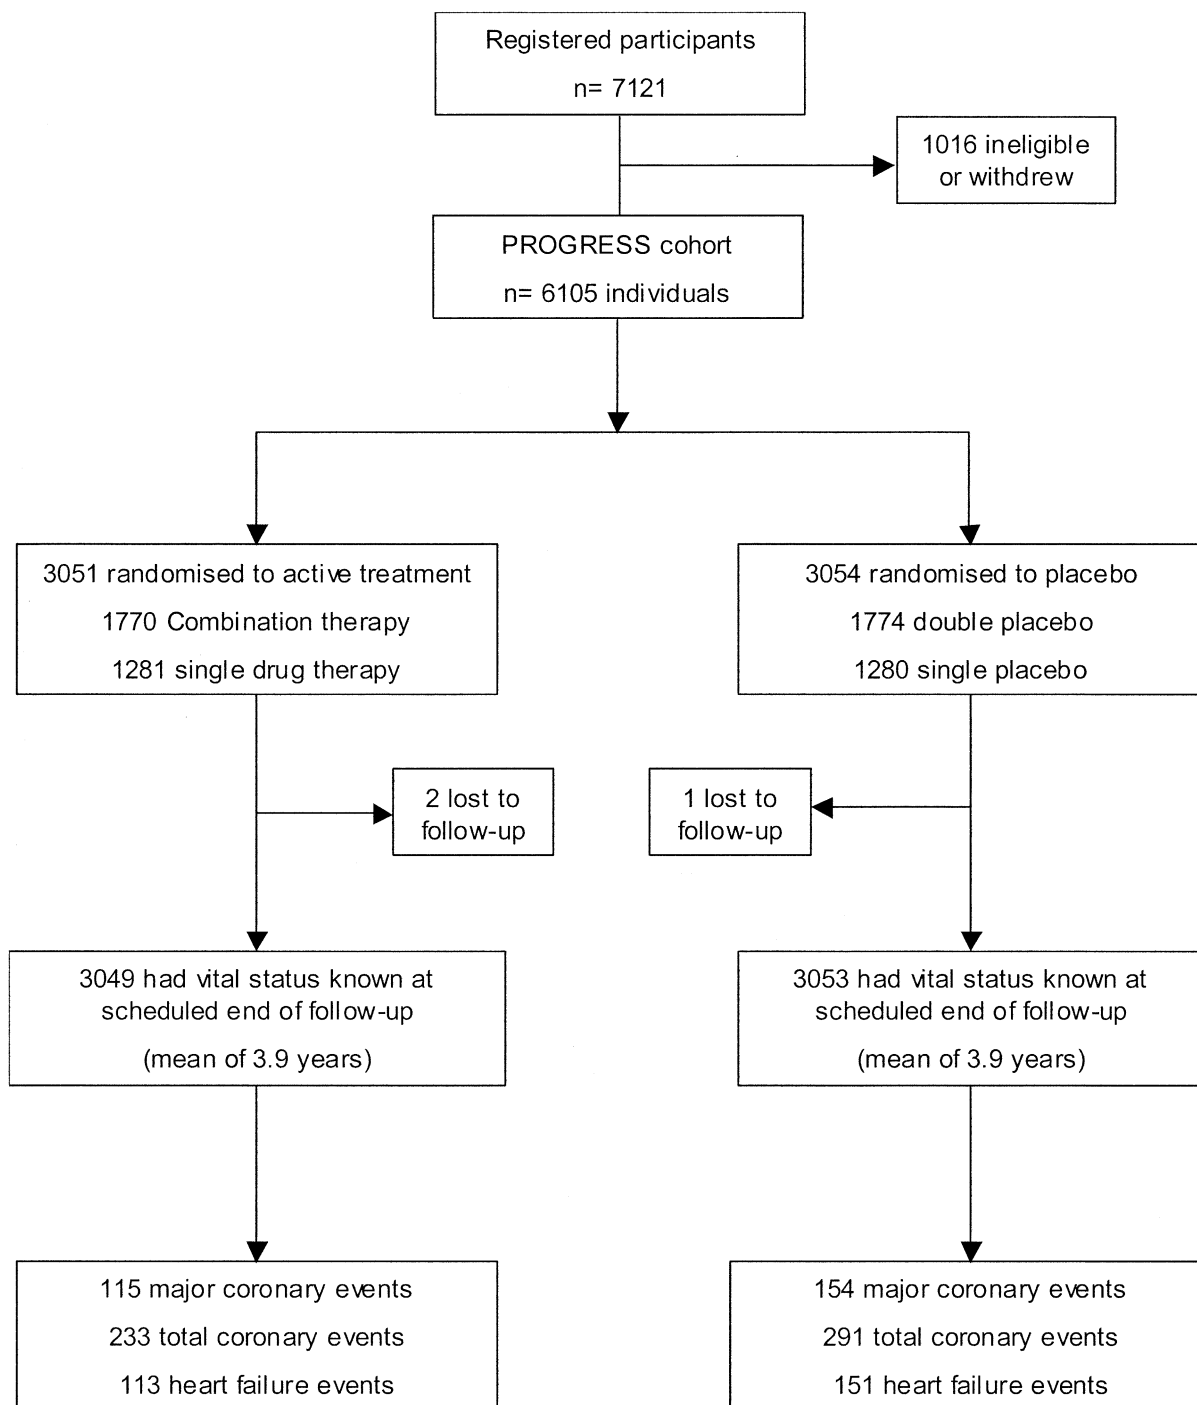 Registered participants
n= 7121
1016 ineligible
or withdrew
PROGRESS cohort
n= 6105 individuals
3051 randomised to active treatment
1770 Combination therapy
1281 single drug therapy
3054 randomised to placebo
1774 double placebo
1280 single placebo
2 lost to
follow-up
1 lost to
follow-up
3049 had vital status known at
scheduled end of follow-up
(mean of 3.9 years)
3053 had vital status known at
scheduled end of follow-up
(mean of 3.9 years)
115 major coronary events
233 total coronary events
113 heart failure events
154 major coronary events
291 total coronary events
151 heart failure events